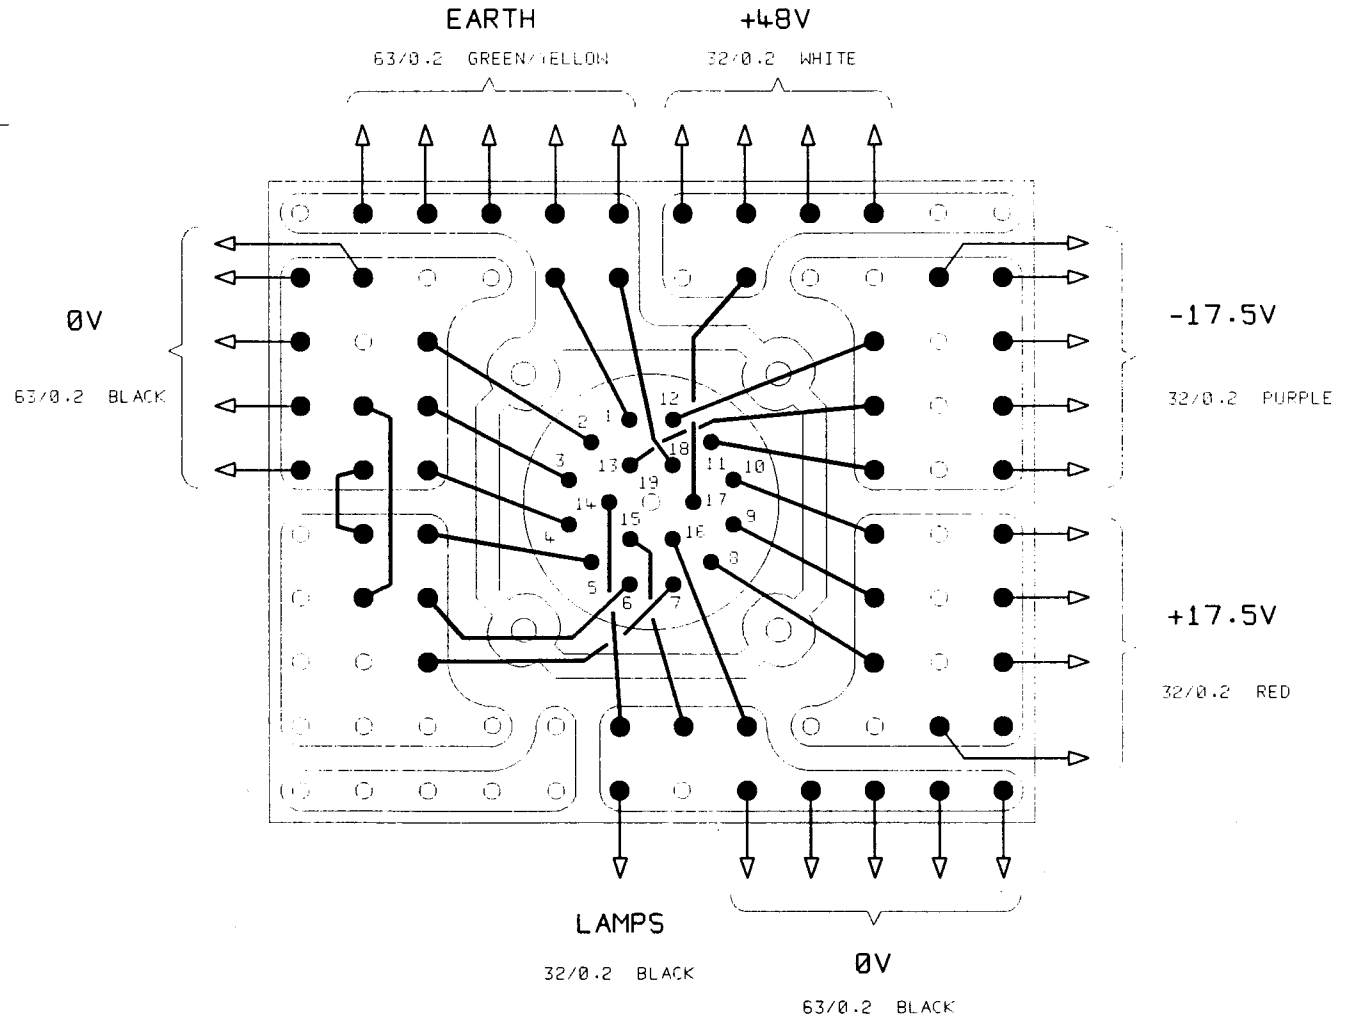 EARTH
+48V
63/0.2 GREEN/YELLOW
32/0.2 WHITE
0V
63/0.2 BLACK
-17.5V
32/0.2 PURPLE
1
12
2
18
3
13
11
10
19
14
17
15
4
16
9
8
5
6
7
+17.5V
32/0.2 RED
LAMPS
32/0.2 BLACK
0V
63/0.2 BLACK